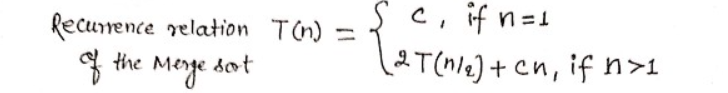 Recurrence relation T(n) = { c, if n=1
of the Merge sort 2T(n/2) + cn, if n>1